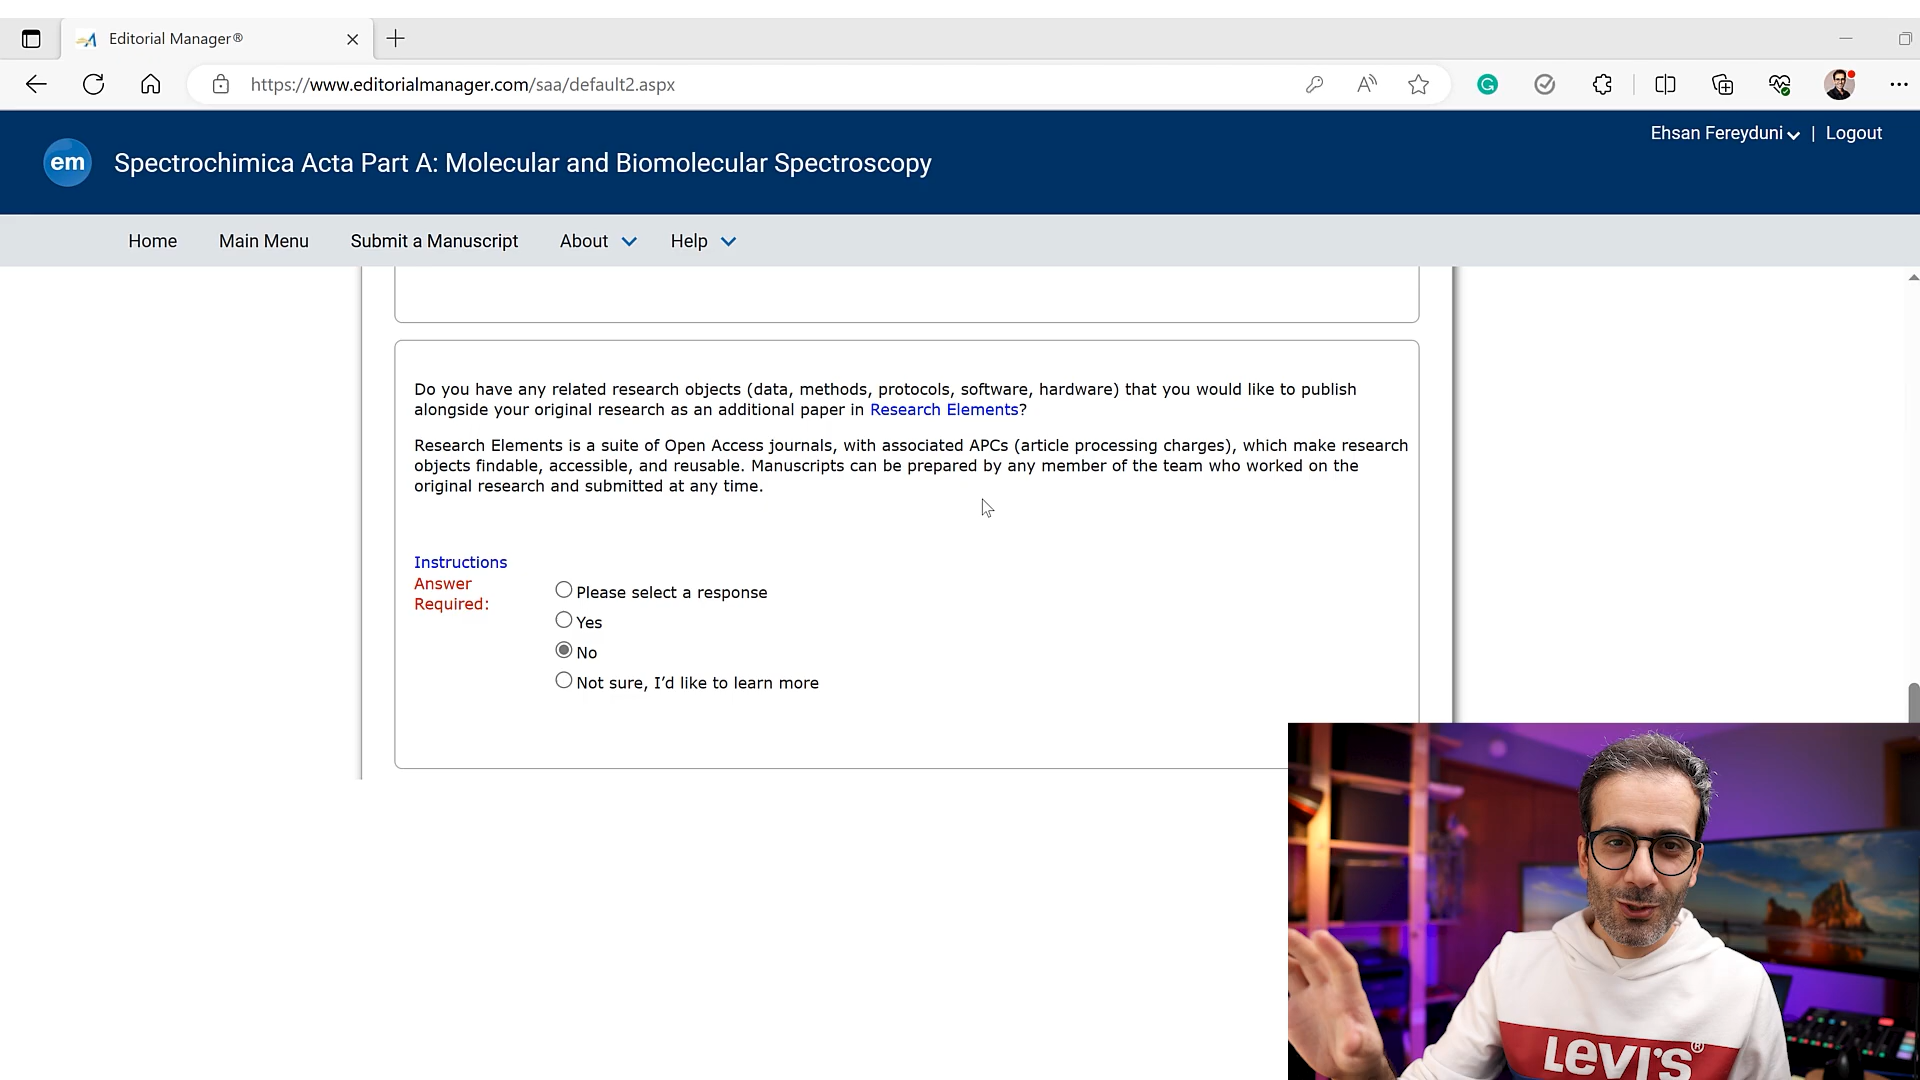 Editorial Manager®
https://www.editorialmanager.com/saa/default2.aspx
Ehsan Fereyduni | Logout
em
Spectrochimica Acta Part A: Molecular and Biomolecular Spectroscopy
Home
Main Menu
Submit a Manuscript
About
Help
Do you have any related research objects (data, methods, protocols, software, hardware) that you would like to publish
alongside your original research as an additional paper in Research Elements?
Research Elements is a suite of Open Access journals, with associated APCs (article processing charges), which make research
objects findable, accessible, and reusable. Manuscripts can be prepared by any member of the team who worked on the
original research and submitted at any time.
Instructions
Answer
Required:
Please select a response
Yes
No
Not sure, I’d like to learn more
Levi's®